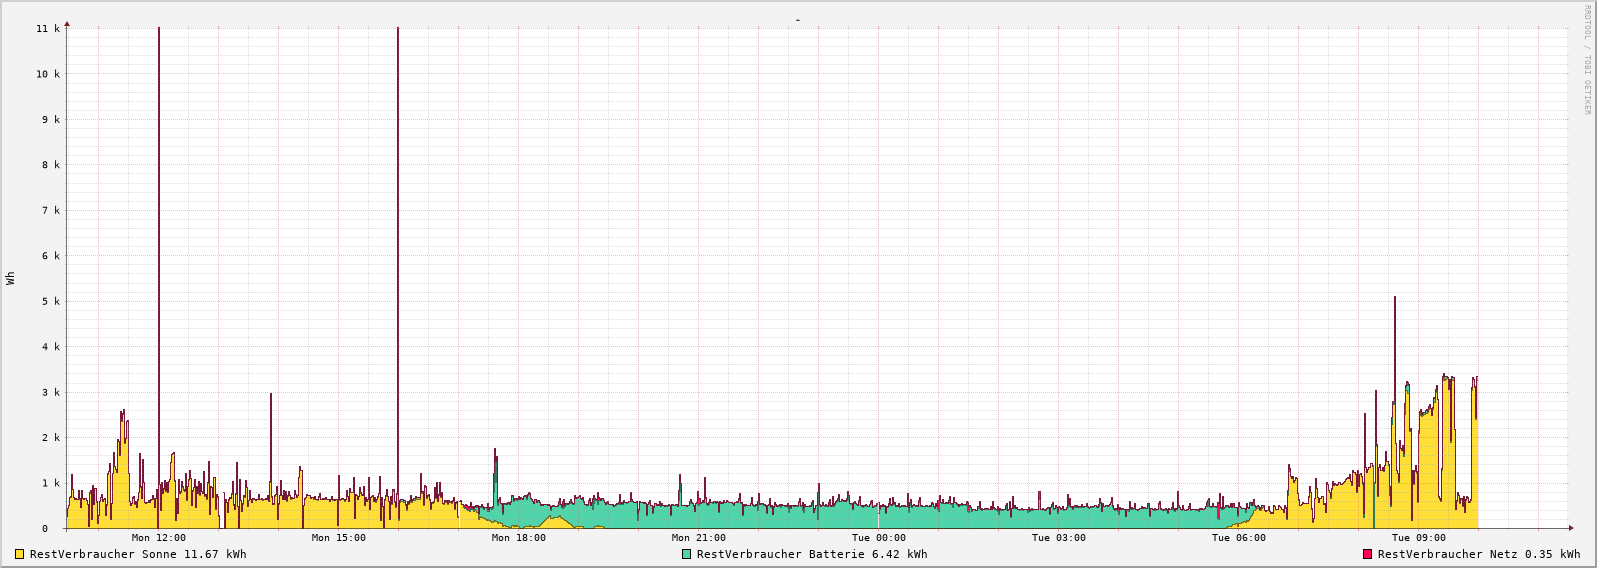 -
RRDTOOL / TOBI OETIKER
11 k
10 k
9 k
8 k
7 k
6 k
5 k
4 k
3 k
2 k
1 k
0
Wh
Mon 12:00 Mon 15:00 Mon 18:00 Mon 21:00 Tue 00:00 Tue 03:00 Tue 06:00 Tue 09:00
RestVerbraucher Sonne 11.67 kWh RestVerbraucher Batterie 6.42 kWh RestVerbraucher Netz 0.35 kWh